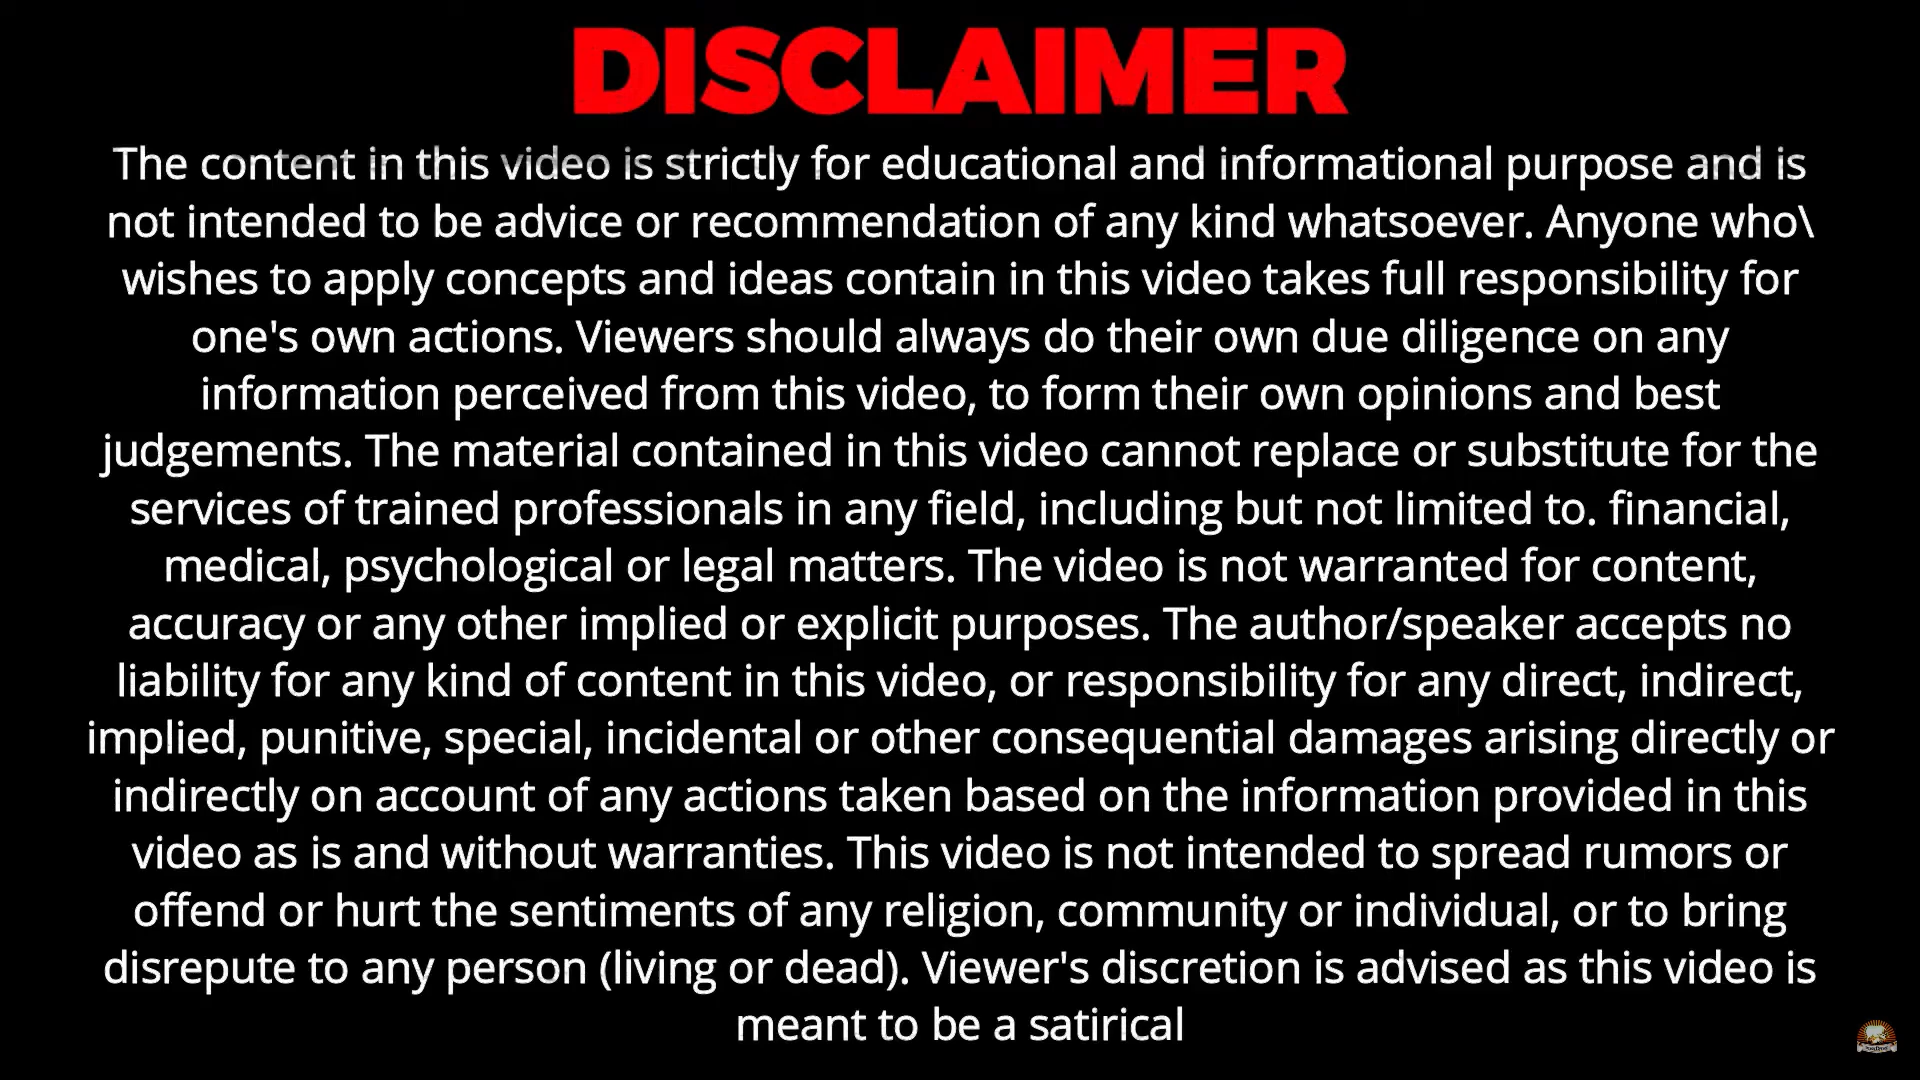 DISCLAIMER
The content in this video is strictly for educational and informational purpose and is
not intended to be advice or recommendation of any kind whatsoever. Anyone who\
wishes to apply concepts and ideas contain in this video takes full responsibility for
one's own actions. Viewers should always do their own due diligence on any
information perceived from this video, to form their own opinions and best
judgements. The material contained in this video cannot replace or substitute for the
services of trained professionals in any field, including but not limited to. financial,
medical, psychological or legal matters. The video is not warranted for content,
accuracy or any other implied or explicit purposes. The author/speaker accepts no
liability for any kind of content in this video, or responsibility for any direct, indirect,
implied, punitive, special, incidental or other consequential damages arising directly or
indirectly on account of any actions taken based on the information provided in this
video as is and without warranties. This video is not intended to spread rumors or
offend or hurt the sentiments of any religion, community or individual, or to bring
disrepute to any person (living or dead). Viewer's discretion is advised as this video is
meant to be a satirical